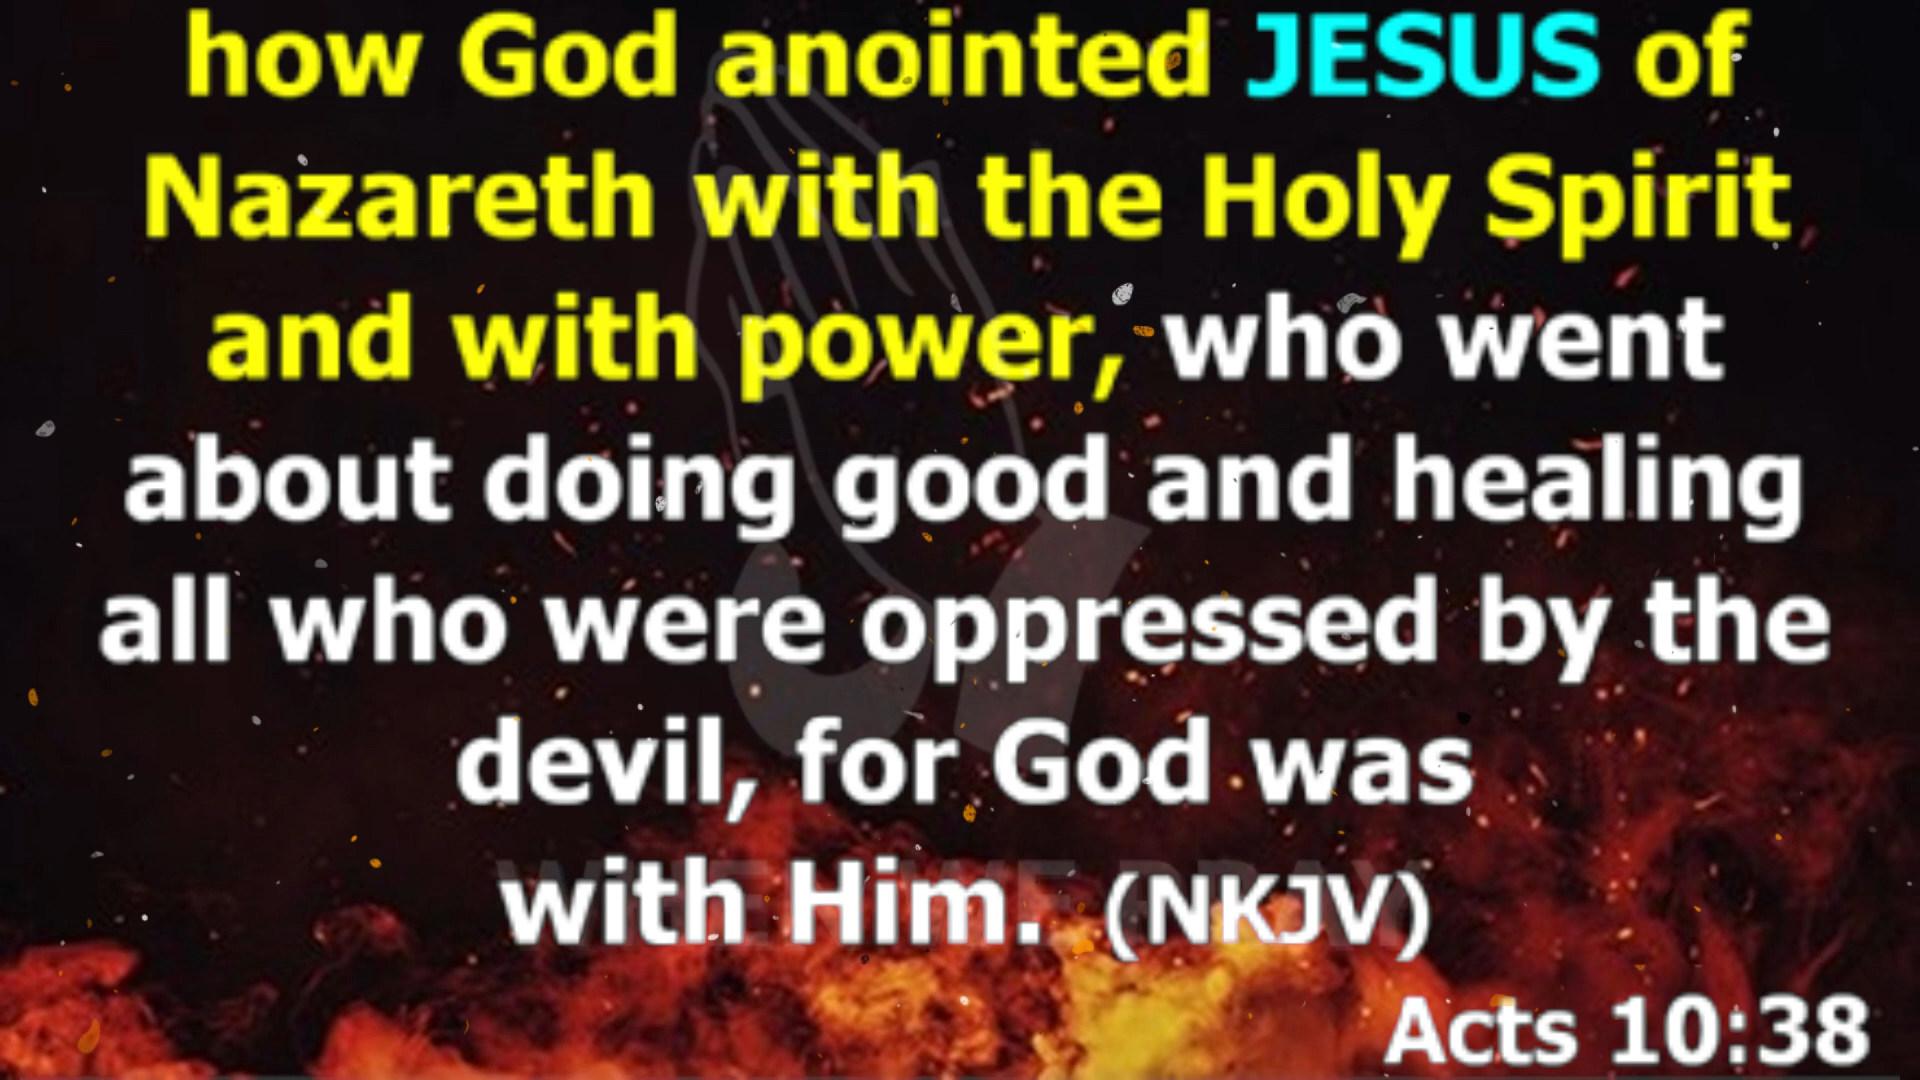 how God anointed JESUS of
Nazareth with the Holy Spirit
and with power, who went
about doing good and healing
all who were oppressed by the
devil, for God was
with Him. (NKJV)
Acts 10:38